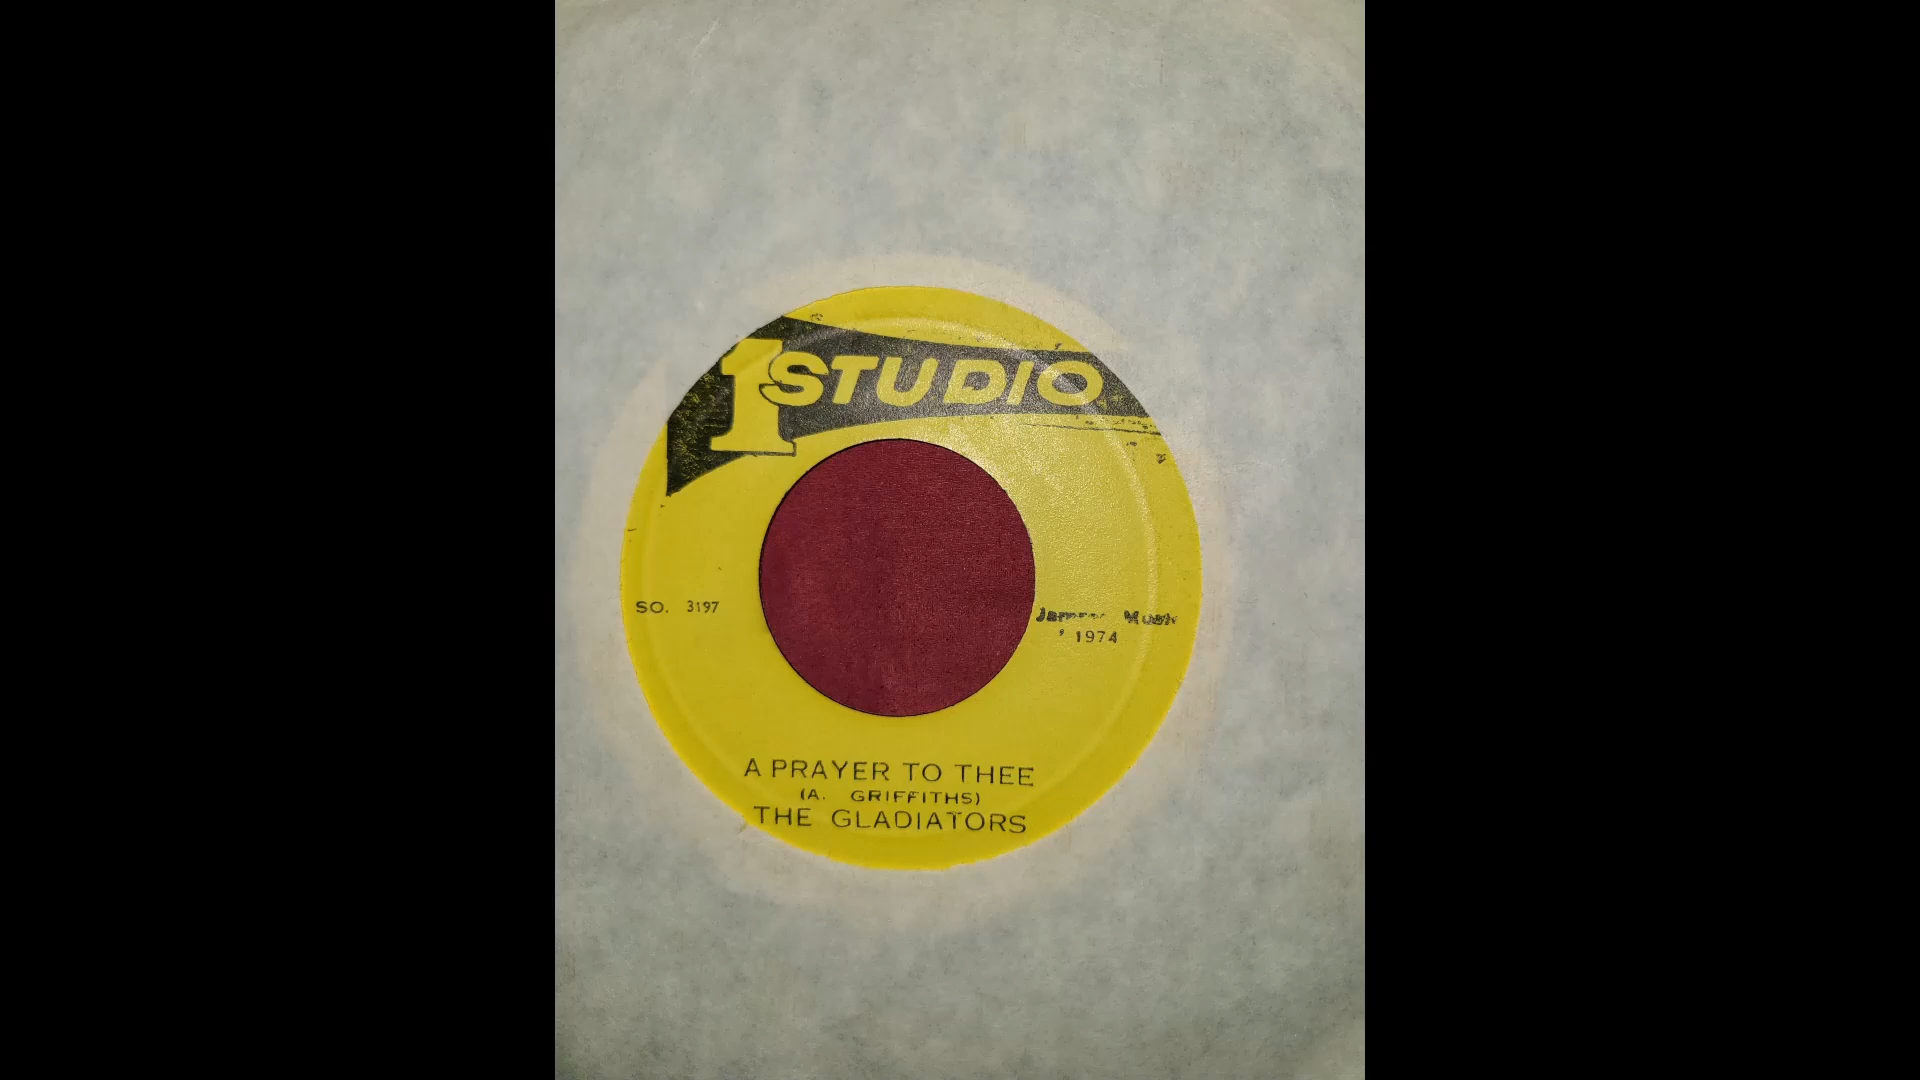 1 STUDIO
SO. 3197
' 1974
A PRAYER TO THEE
(A. GRIFFITHS)
THE GLADIATORS